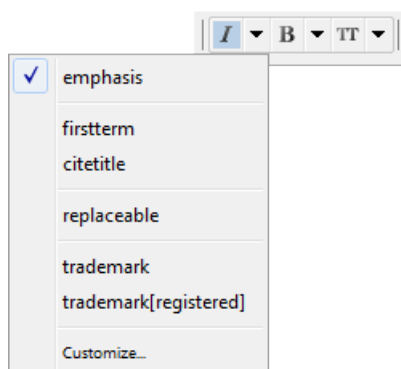 I B TT
emphasis
firstterm
citetitle
replaceable
trademark
trademark[registered]
Customize...